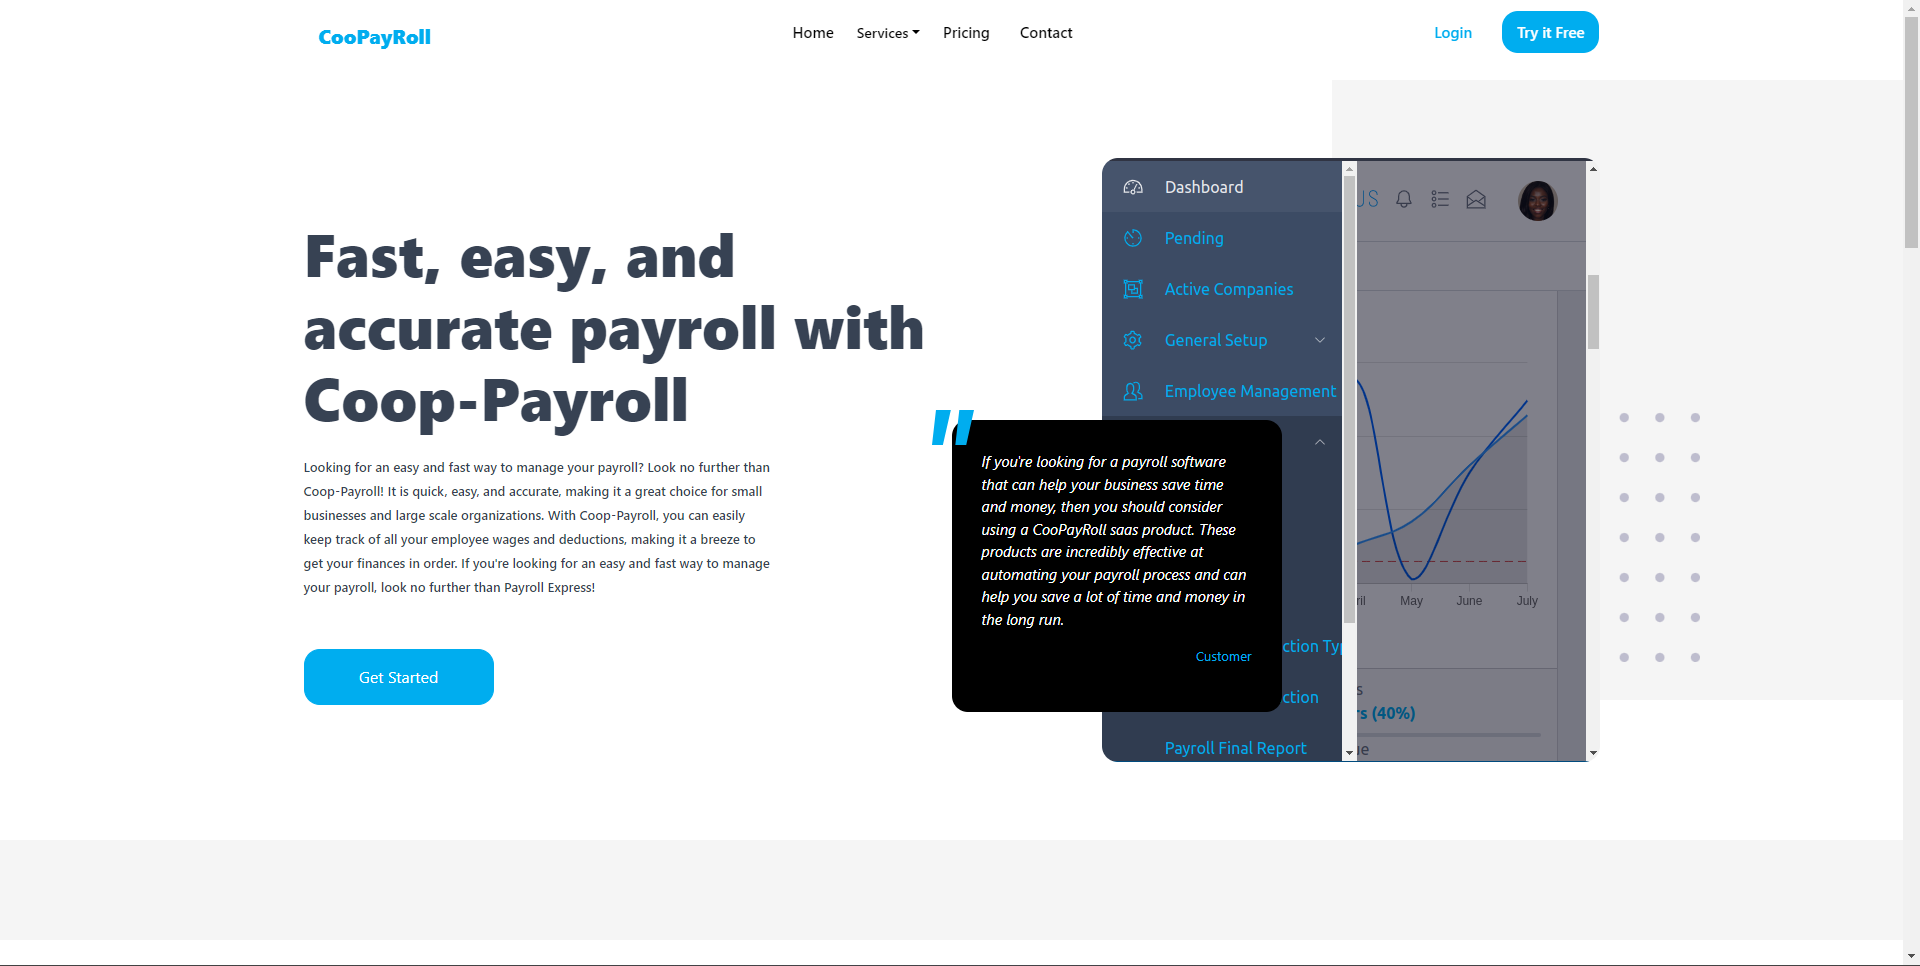 CooPayRoll
Home
Services
Pricing
Contact
Login
Try it Free
Fast, easy, and
accurate payroll with
Coop-Payroll
Looking for an easy and fast way to manage your payroll? Look no further than
Coop-Payroll! It is quick, easy, and accurate, making it a great choice for small
businesses and large scale organizations. With Coop-Payroll, you can easily
keep track of all your employee wages and deductions, making it a breeze to
get your finances in order. If you're looking for an easy and fast way to manage
your payroll, look no further than Payroll Express!
Get Started
Dashboard
Pending
Active Companies
General Setup
Employee Management
"
If you're looking for a payroll software
that can help your business save time
and money, then you should consider
using a CooPayRoll saas product. These
products are incredibly effective at
automating your payroll process and can
help you save a lot of time and money in
the long run.
Customer
ction Typ
ction
Payroll Final Report
US
ril
May
June
July
s
rs (40%)
ue